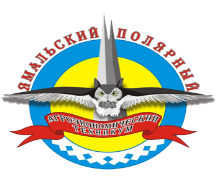 ЯМАЛЬСКИЙ ПОЛЯРНЫЙ
АГРОЭКОНОМИЧЕСКИЙ
ТЕХНИКУМ